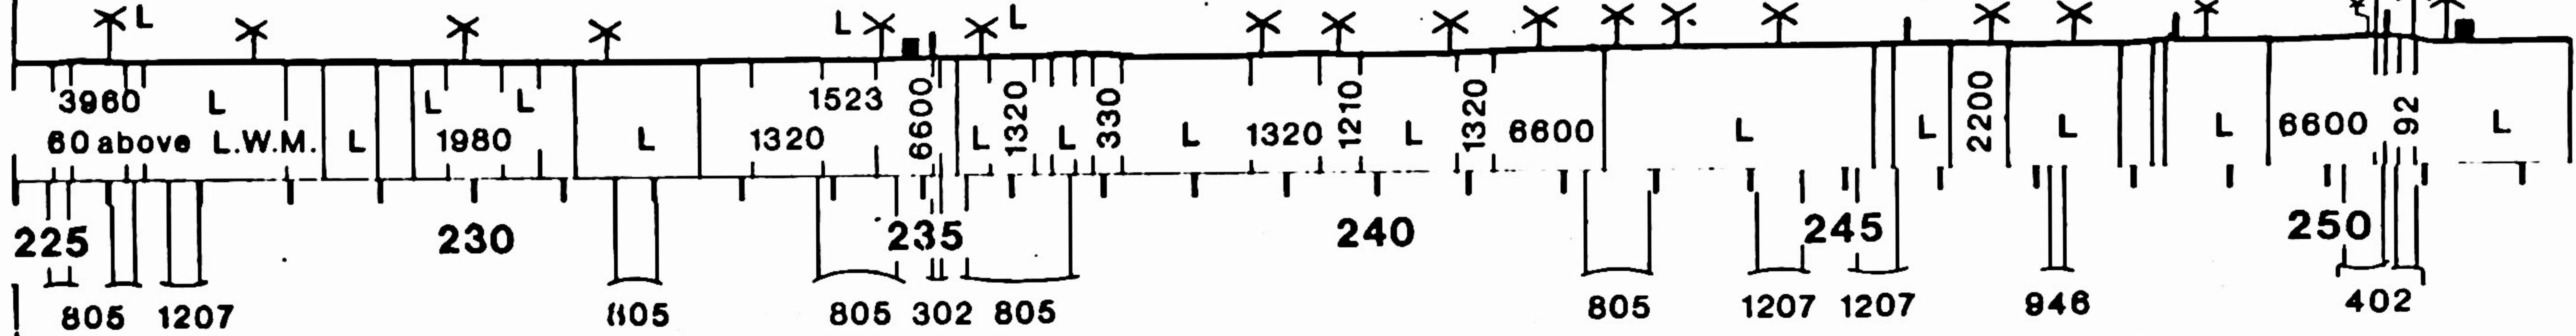 L L L
3960 L L L 1523 6600 1320 330 1210 1320 2200 92
60 above L.W.M. L 1980 L 1320 L L L 1320 L 6600 L L L L 6600 L
225 230 235 240 245 250
805 1207 805 805 302 805 805 1207 1207 946 402